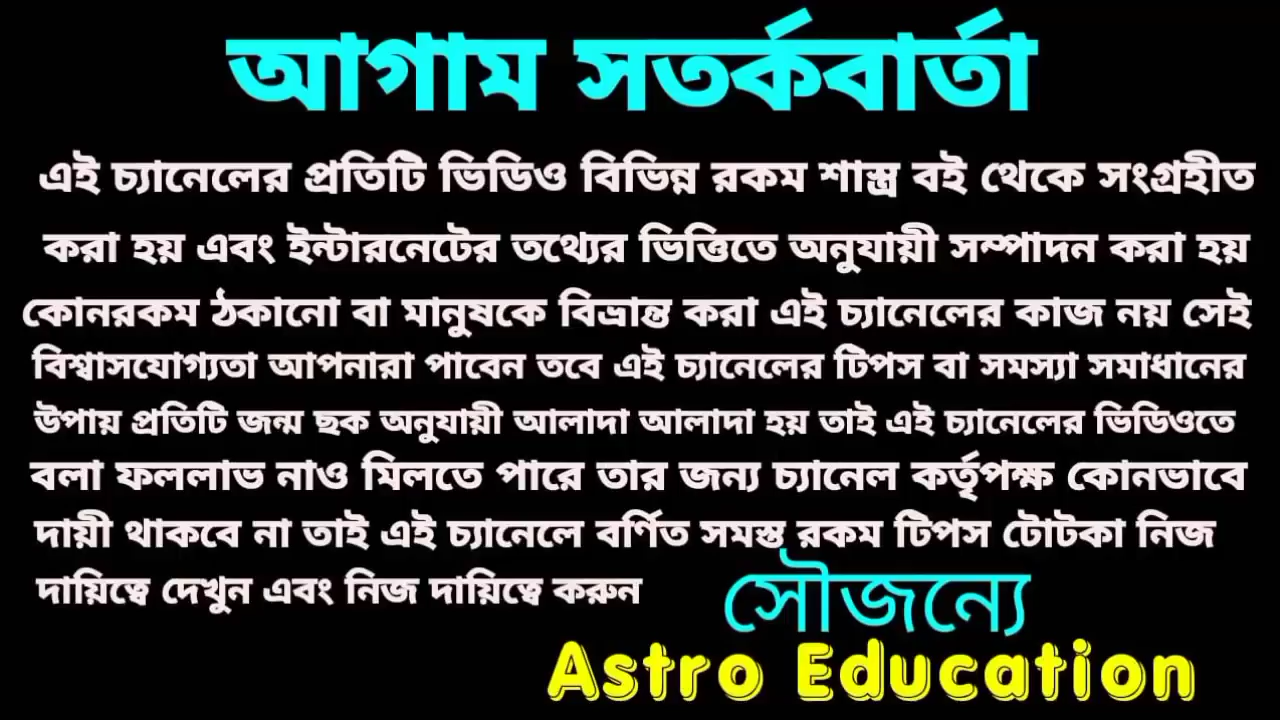 আগাম সতর্কবার্তা
এই চ্যানেলের প্রতিটি ভিডিও বিভিন্ন রকম শাস্ত্র বই থেকে সংগ্রহীত
করা হয় এবং ইন্টারনেটের তথ্যের ভিত্তিতে অনুযায়ী সম্পাদন করা হয়
কোনরকম ঠকানো বা মানুষকে বিভ্রান্ত করা এই চ্যানেলের কাজ নয় সেই
বিশ্বাসযোগ্যতা আপনারা পাবেন তবে এই চ্যানেলের টিপস বা সমস্যা সমাধানের
উপায় প্রতিটি জন্ম ছক অনুযায়ী আলাদা আলাদা হয় তাই এই চ্যানেলের ভিডিওতে
বলা ফললাভ নাও মিলতে পারে তার জন্য চ্যানেল কর্তৃপক্ষ কোনভাবে
দায়ী থাকবে না তাই এই চ্যানেলে বর্ণিত সমস্ত রকম টিপস টোটকা নিজ
দায়িত্বে দেখুন এবং নিজ দায়িত্বে করুন
সৌজন্যে
Astro Education